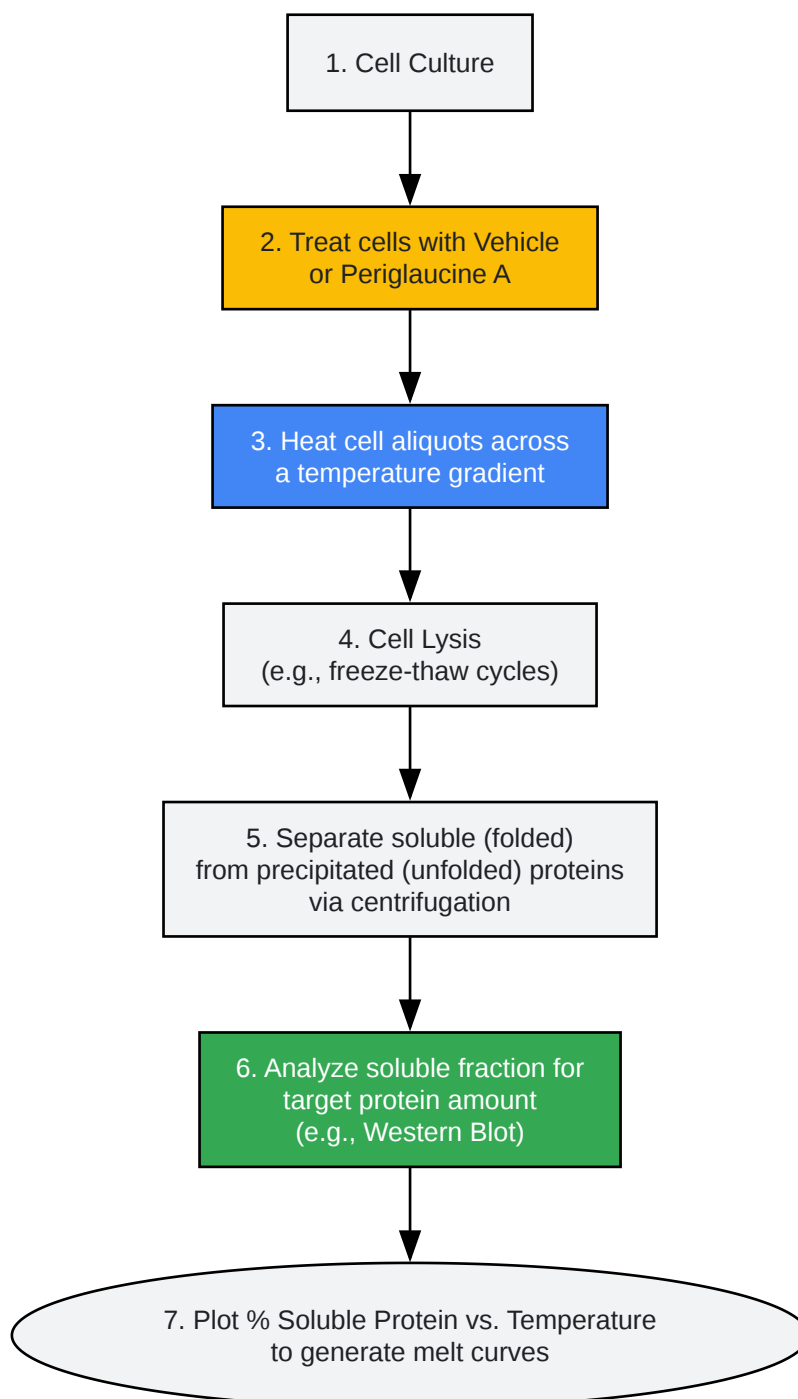 1. Cell Culture
2. Treat cells with Vehicle
or Periglaucine A
3. Heat cell aliquots across
a temperature gradient
4. Cell Lysis
(e.g., freeze-thaw cycles)
5. Separate soluble (folded)
from precipitated (unfolded) proteins
via centrifugation
6. Analyze soluble fraction for
target protein amount
(e.g., Western Blot)
7. Plot % Soluble Protein vs. Temperature
to generate melt curves